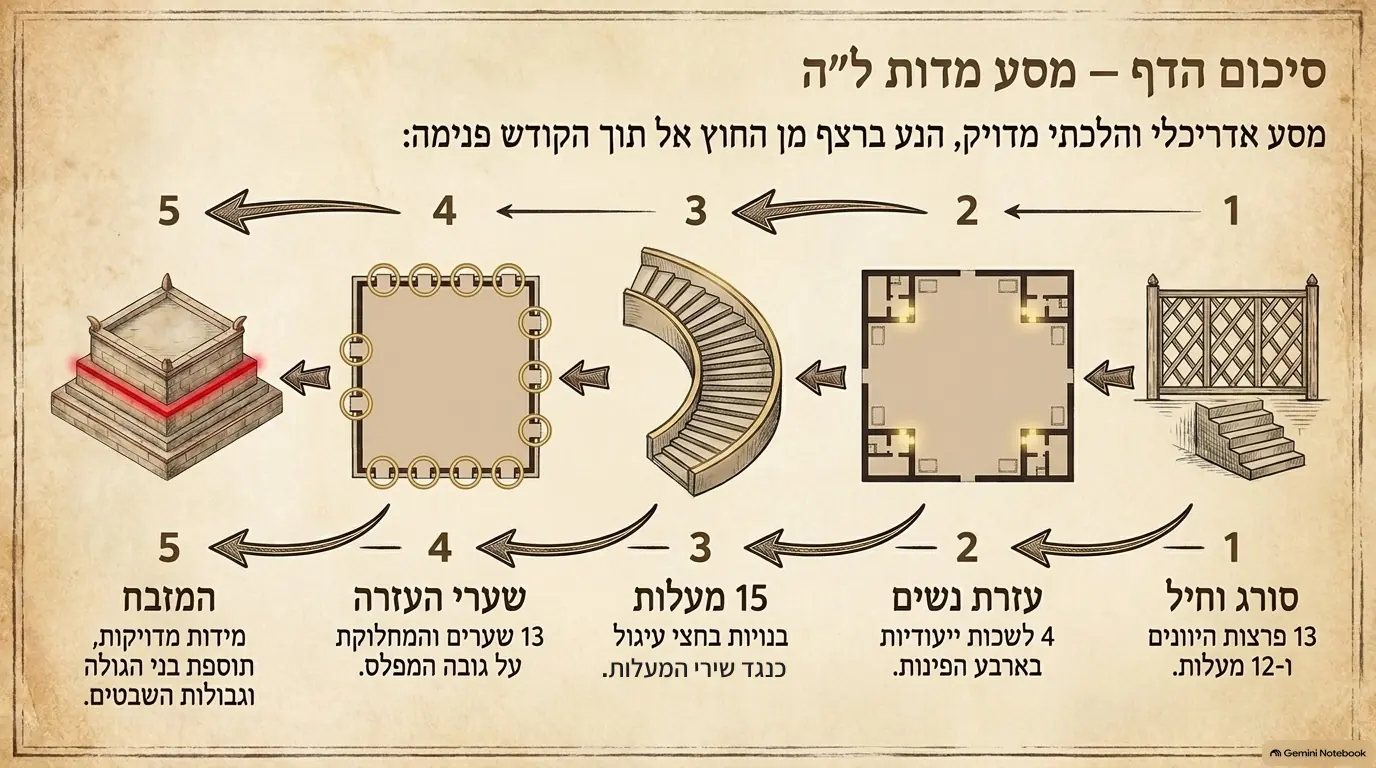 סיכום הדף – מסע מדות ל״ה
מסע אדריכלי והלכתי מדויק, הנע ברצף מן החוץ אל תוך הקודש פנימה:
1
2
3
4
5
1
2
3
4
5
סורג וחיל
13 פרצות היוונים
ו-12 מעלות.
עזרת נשים
4 לשכות ייעודיות
בארבע הפינות.
15 מעלות
בנויות בחצי עיגול
כנגד שירי המעלות.
שערי העזרה
13 שערים והמחלוקת
על גובה המפלס.
המזבח
מידות מדויקות,
תוספת בני הגולה
וגבולות השבטים.
Gemini Notebook